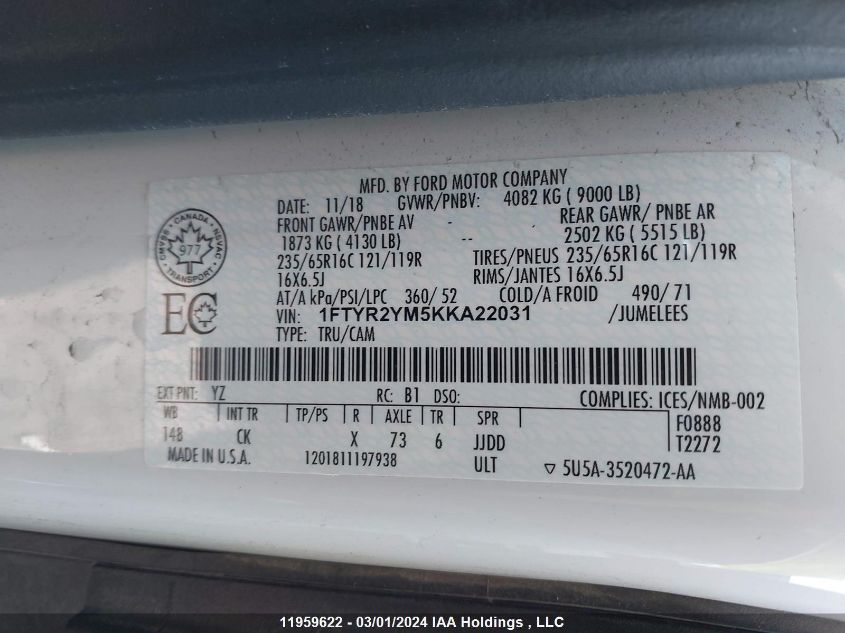 MFD. BY FORD MOTOR COMPANY
DATE: 11/18 GVWR/PNBV: 4082 KG ( 9000 LB)
FRONT GAWR/PNBE AV - REAR GAWR/ PNBE AR
1873 KG ( 4130 LB) -- 2502 KG ( 5515 LB)
235/65R16C 121/119R TIRES/PNEUS 235/65R16C 121/119R
16X6.5J RIMS/JANTES 16X6.5J
AT/A kPa/PSI/LPC 360/ 52 COLD/A FROID 490/ 71
VIN: 1FTYR2YM5KKA22031 /JUMELEES
TYPE: TRU/CAM
CMVSS CANADA NSVAC
977
TRANSPORT
EC
EXT PNT: YZ RC: B1 DSO: COMPLIES: ICES/NMB-002
WB INT TR TP/PS R AXLE TR SPR F0888
148 CK X 73 6 JJDD T2272
MADE IN U.S.A. 1201811197938 ULT ▽ 5U5A-3520472-AA
11959622 - 03/01/2024 IAA Holdings , LLC